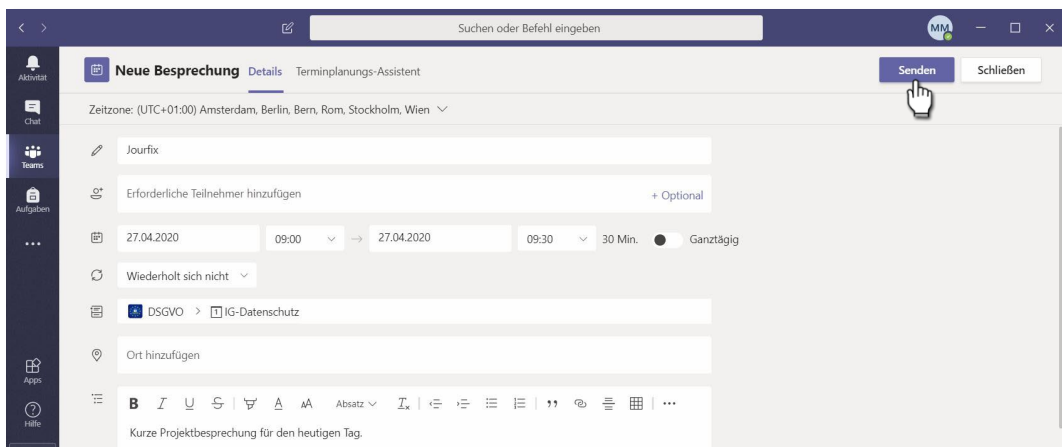 Suchen oder Befehl eingeben
MM
Aktivität
Chat
Teams
Aufgaben
Apps
Hilfe
Neue Besprechung Details Terminplanungs-Assistent
Senden Schließen
Zeitzone: (UTC+01:00) Amsterdam, Berlin, Bern, Rom, Stockholm, Wien
Jourfix
Erforderliche Teilnehmer hinzufügen + Optional
27.04.2020 09:00 → 27.04.2020 09:30 30 Min. Ganztägig
Wiederholt sich nicht
DSGVO > 1 IG-Datenschutz
Ort hinzufügen
B I U S A AA Absatz Ix
Kurze Projektbesprechung für den heutigen Tag.